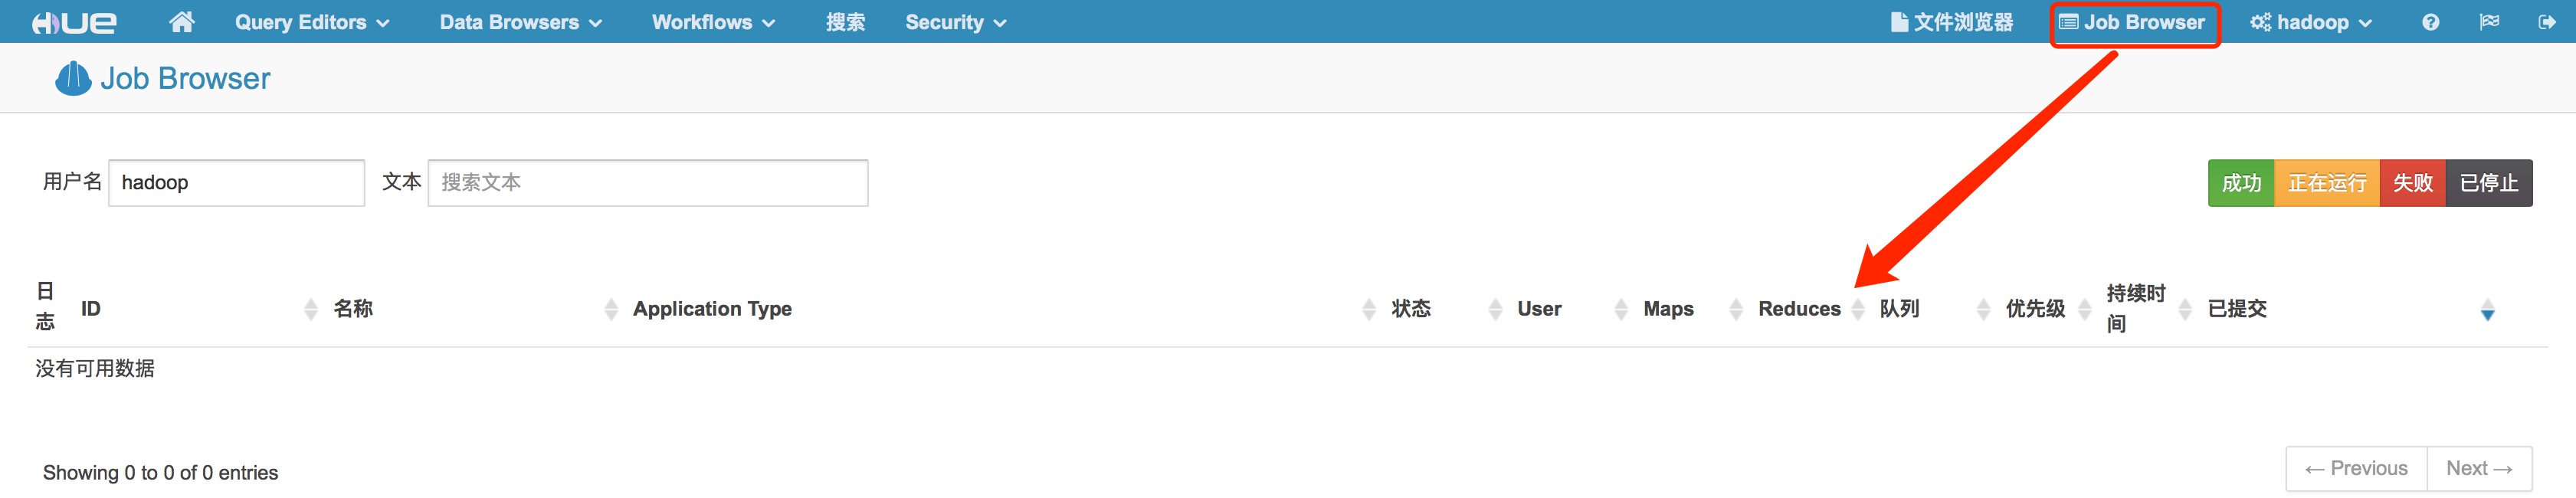 HUE Query Editors Data Browsers Workflows 搜索 Security 文件浏览器 Job Browser hadoop
Job Browser
用户名 hadoop 文本 搜索文本 成功 正在运行 失败 已停止
日志 ID 名称 Application Type 状态 User Maps Reduces 队列 优先级 持续时间 已提交
没有可用数据
Showing 0 to 0 of 0 entries ← Previous Next →